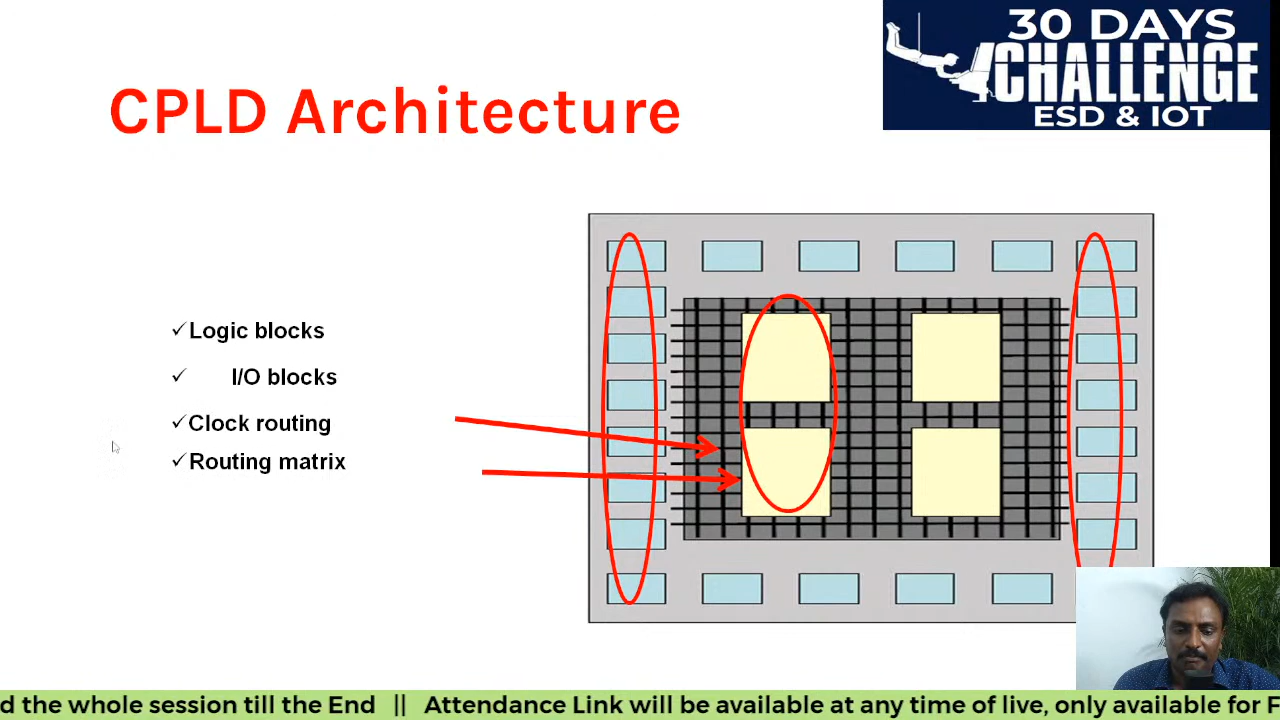 30 DAYS
CHALLENGE
ESD & IOT
CPLD Architecture
✓Logic blocks
✓ I/O blocks
✓Clock routing
✓Routing matrix
d the whole session till the End || Attendance Link will be available at any time of live, only available for F